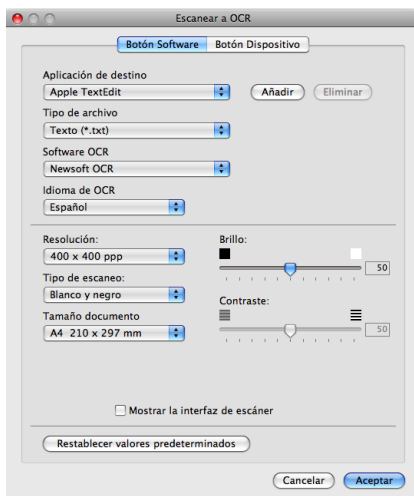 Escanear a OCR
Botón Software Botón Dispositivo
Aplicación de destino
Apple TextEdit Añadir Eliminar
Tipo de archivo
Texto (*.txt)
Software OCR
Newsoft OCR
Idioma de OCR
Español
Resolución: Brillo:
400 x 400 ppp 50
Tipo de escaneo:
Blanco y negro Contraste:
Tamaño documento
A4 210 x 297 mm 50
Mostrar la interfaz de escáner
Restablecer valores predeterminados
Cancelar Aceptar